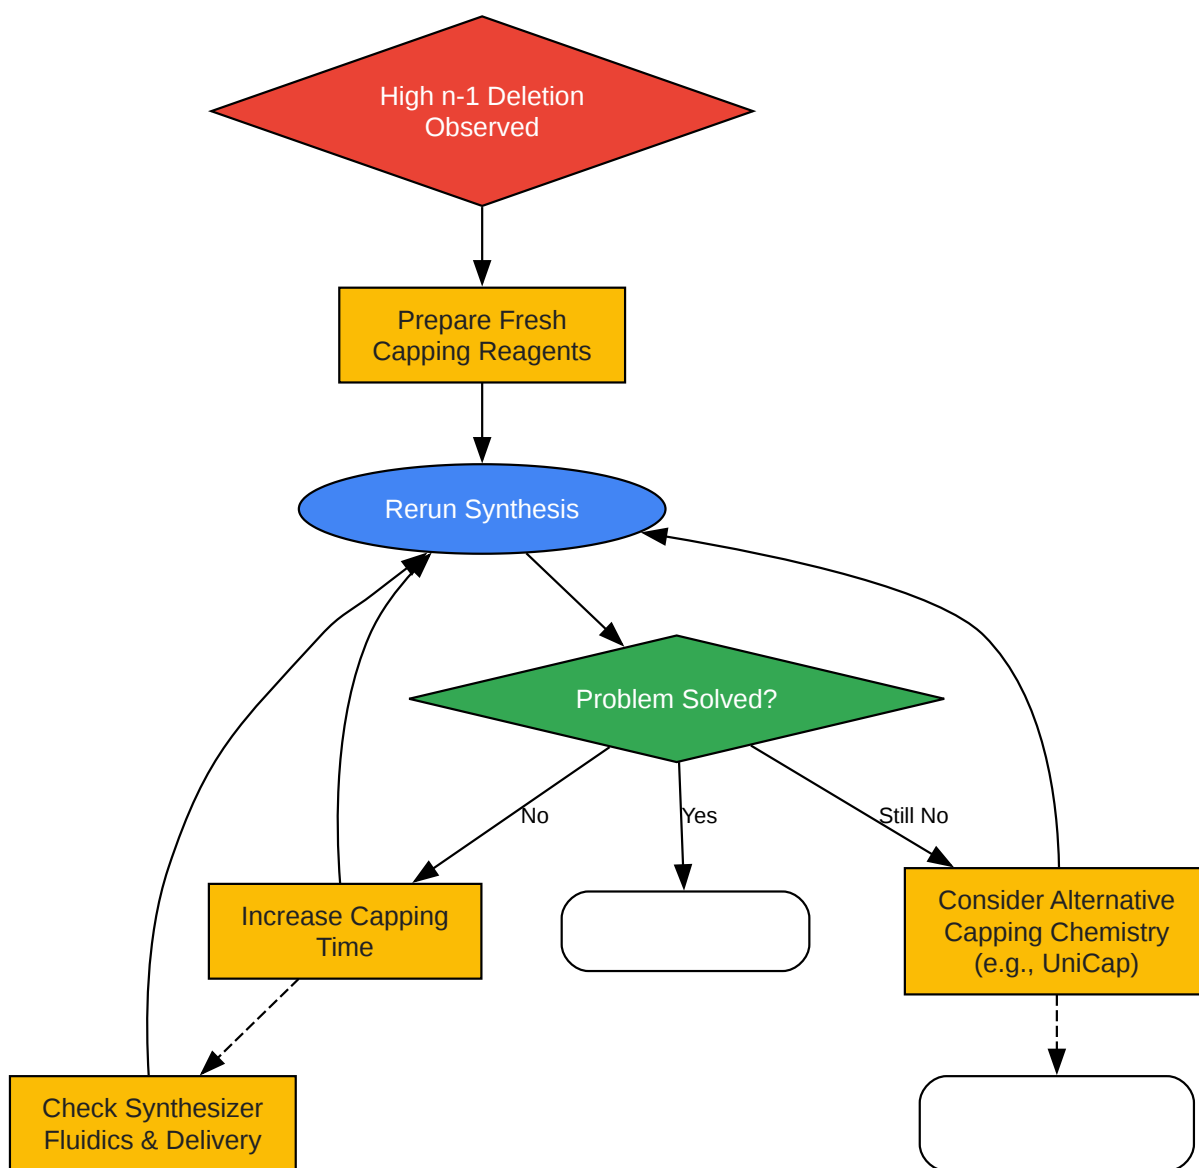 High n-1 Deletion
Observed
Prepare Fresh
Capping Reagents
Rerun Synthesis
Problem Solved?
No
Yes
Still No
Increase Capping
Time
Consider Alternative
Capping Chemistry
(e.g., UniCap)
Check Synthesizer
Fluidics & Delivery